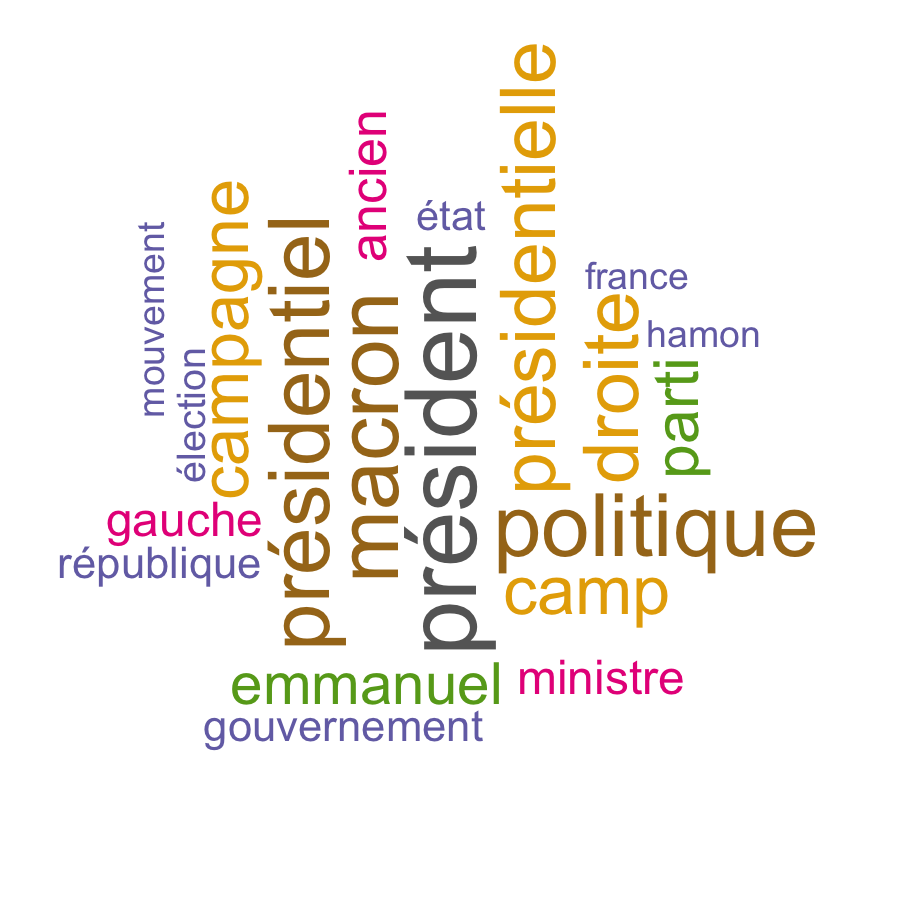 présidentielle
ancien
campagne
état
mouvement
présidentiel
président
france
macron
droite
hamon
élection
parti
gauche
politique
république
camp
emmanuel
ministre
gouvernement